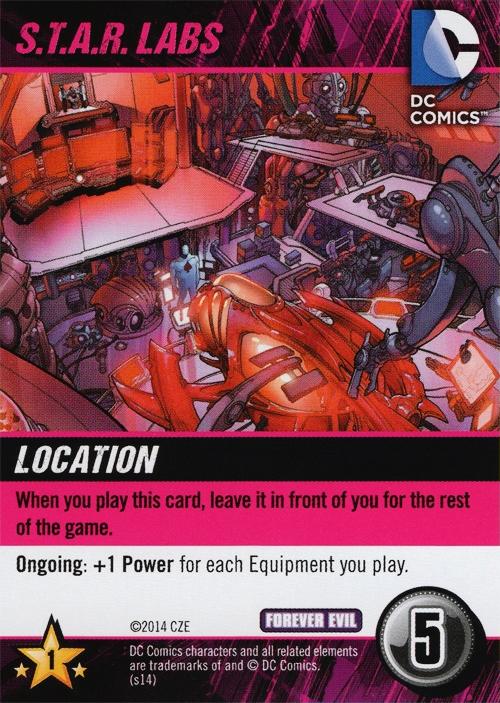 S.T.A.R. LABS
DC
DC
COMICS™
LOCATION
When you play this card, leave it in front of you for the rest
of the game.
Ongoing: +1 Power for each Equipment you play.
©2014 CZE
FOREVER EVIL
1
DC Comics characters and all related elements
are trademarks of and © DC Comics.
(s14)
5